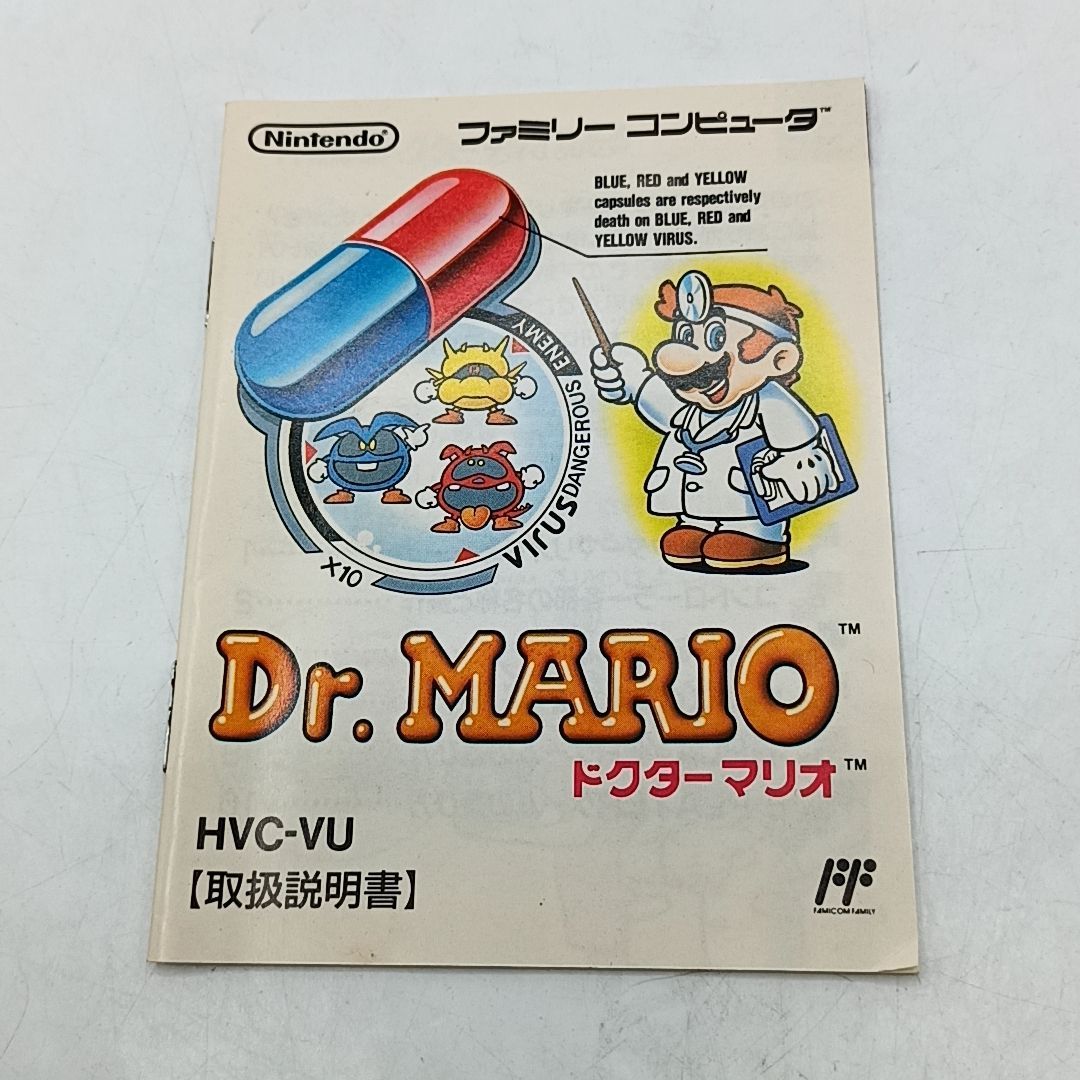 Nintendo®
ファミリー コンピュータ™
BLUE, RED and YELLOW
capsules are respectively
death on BLUE, RED and
YELLOW VIRUS.
ENEMY
DANGEROUS
VIRUS
X10
Dr. MARIO™
ドクターマリオ™
HVC-VU
【取扱説明書】
FAMICOM FAMILY